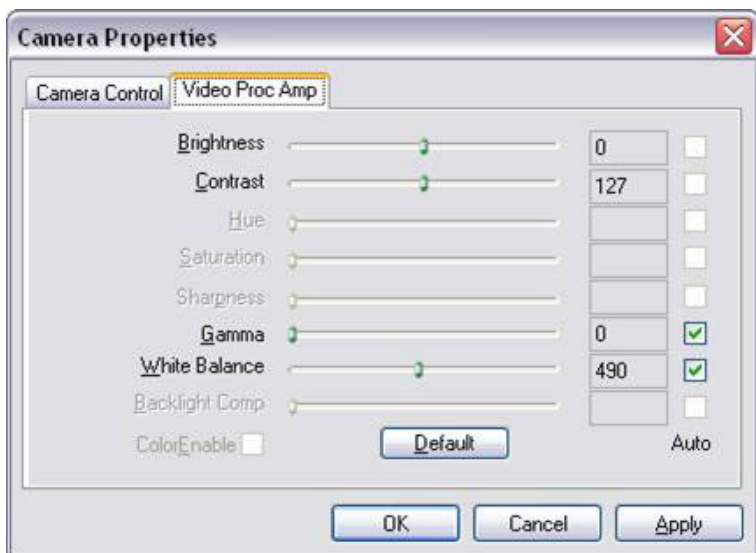 Camera Properties
Camera Control
Video Proc Amp
Brightness 0
Contrast 127
Hue
Saturation
Sharpness
Gamma 0
White Balance 490
Backlight Comp
ColorEnable Default Auto
OK Cancel Apply